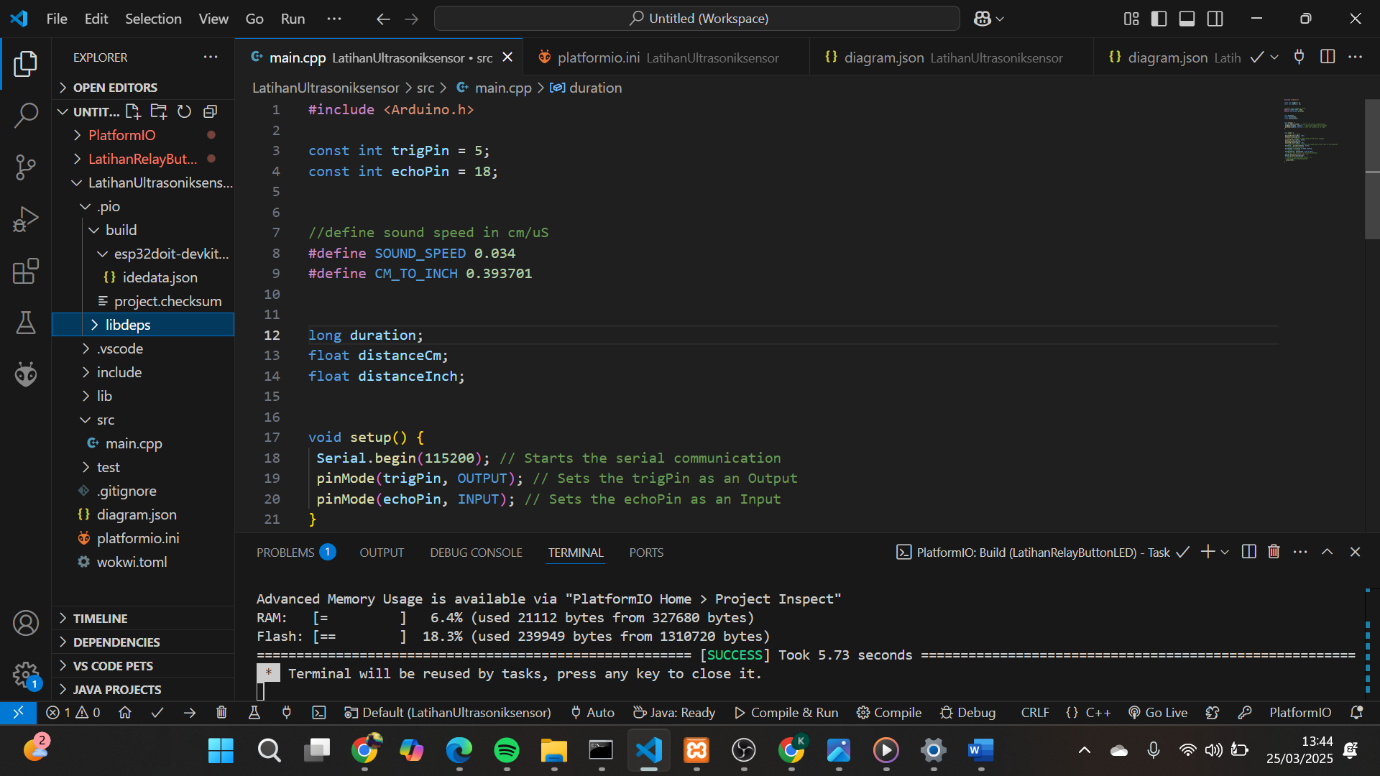 File Edit Selection View Go Run ··· Untitled (Workspace)
EXPLORER ···
OPEN EDITORS
UNTIT...
PlatformIO
LatihanRelayBut...
LatihanUltrasoniksens...
.pio
build
esp32doit-devkit...
{} idedata.json
project.checksum
libdeps
.vscode
include
lib
src
main.cpp
test
.gitignore
{} diagram.json
platformio.ini
wokwi.toml
TIMELINE
DEPENDENCIES
VS CODE PETS
JAVA PROJECTS
main.cpp LatihanUltrasoniksensor • src platformio.ini LatihanUltrasoniksensor {} diagram.json LatihanUltrasoniksensor {} diagram.json Latih
LatihanUltrasoniksensor > src > main.cpp > duration
1 #include <Arduino.h>
2
3 const int trigPin = 5;
4 const int echoPin = 18;
5
6
7 //define sound speed in cm/uS
8 #define SOUND_SPEED 0.034
9 #define CM_TO_INCH 0.393701
10
11
12 long duration;
13 float distanceCm;
14 float distanceInch;
15
16
17 void setup() {
18 Serial.begin(115200); // Starts the serial communication
19 pinMode(trigPin, OUTPUT); // Sets the trigPin as an Output
20 pinMode(echoPin, INPUT); // Sets the echoPin as an Input
21 }
PROBLEMS 1 OUTPUT DEBUG CONSOLE TERMINAL PORTS PlatformIO: Build (LatihanRelayButtonLED) - Task
Advanced Memory Usage is available via "PlatformIO Home > Project Inspect"
RAM: [= ] 6.4% (used 21112 bytes from 327680 bytes)
Flash: [== ] 18.3% (used 239949 bytes from 1310720 bytes)
======================================================= [SUCCESS] Took 5.73 seconds =======================================================
* Terminal will be reused by tasks, press any key to close it.
1 0 Default (LatihanUltrasoniksensor) Auto Java: Ready Compile & Run Compile Debug CRLF {} C++ Go Live PlatformIO
1
2
K
13:44
25/03/2025